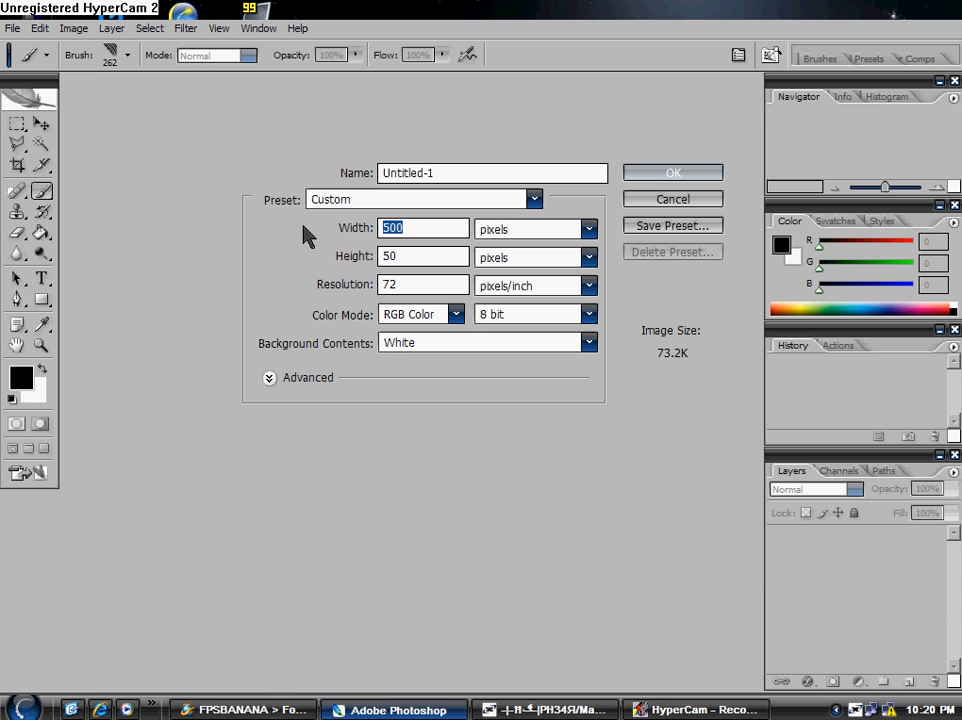 Unregistered HyperCam 2
99
File Edit Image Layer Select Filter View Window Help
Brush: 262 Mode: Normal Opacity: 100% Flow: 100%
Brushes Presets r Comps
Navigator Info Histogram
Name: Untitled-1 OK
Preset: Custom Cancel
Width: 500 pixels Save Preset...
Height: 50 pixels Delete Preset...
Resolution: 72 pixels/inch
Color Mode: RGB Color 8 bit
Background Contents: White
Advanced
Image Size:
73.2K
Color Swatches Styles
R 0
G 0
B 0
History Actions
Layers Channels Paths
Normal Opacity: 100%
Lock: Fill: 100%
FPSBANANA > Fo... Adobe Photoshop HyperCam - Reco... 10:20 PM